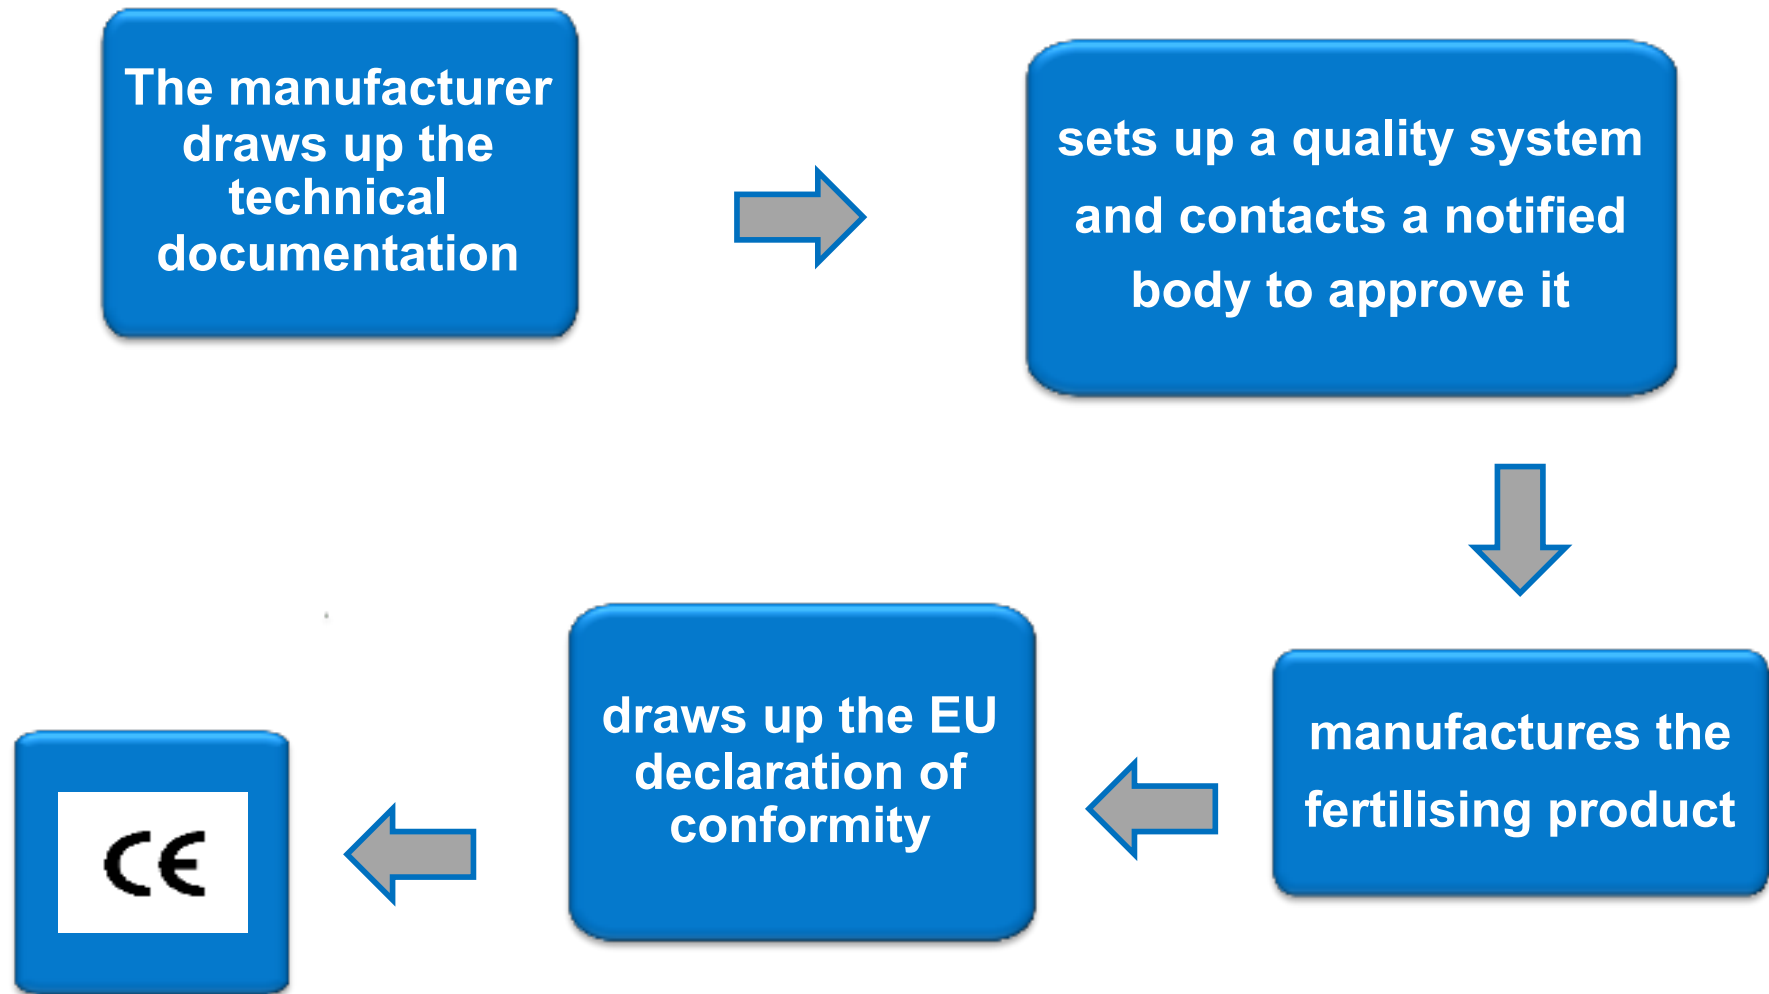 The manufacturer
draws up the
technical
documentation
sets up a quality system
and contacts a notified
body to approve it
manufactures the
fertilising product
draws up the EU
declaration of
conformity
CE